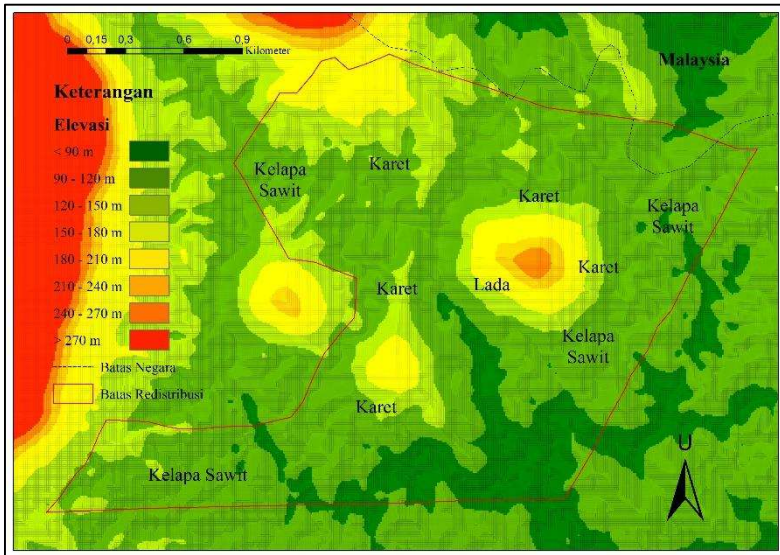 0 0,15 0,3 0,6 0,9
Kilometer
Malaysia
Keterangan
Elevasi
< 90 m
90 - 120 m
120 - 150 m
150 - 180 m
180 - 210 m
210 - 240 m
240 - 270 m
> 270 m
Batas Negara
Batas Redistribusi
Kelapa
Sawit
Karet
Karet
Kelapa
Sawit
Karet
Karet
Lada
Kelapa
Sawit
Karet
Kelapa Sawit
U